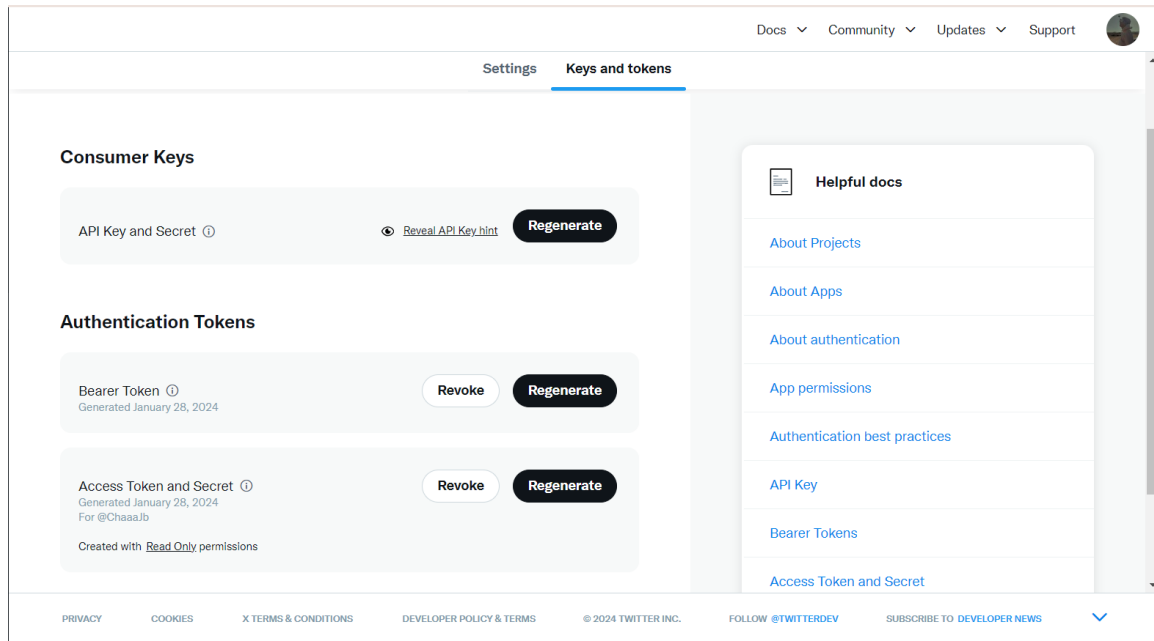 Docs Community Updates Support
Settings Keys and tokens
Consumer Keys
API Key and Secret Reveal API Key hint Regenerate
Authentication Tokens
Bearer Token Revoke Regenerate
Generated January 28, 2024
Access Token and Secret Revoke Regenerate
Generated January 28, 2024
For @ChaaaJb
Created with Read Only permissions
Helpful docs
About Projects
About Apps
About authentication
App permissions
Authentication best practices
API Key
Bearer Tokens
Access Token and Secret
PRIVACY COOKIES X TERMS & CONDITIONS DEVELOPER POLICY & TERMS © 2024 TWITTER INC. FOLLOW @TWITTERDEV SUBSCRIBE TO DEVELOPER NEWS